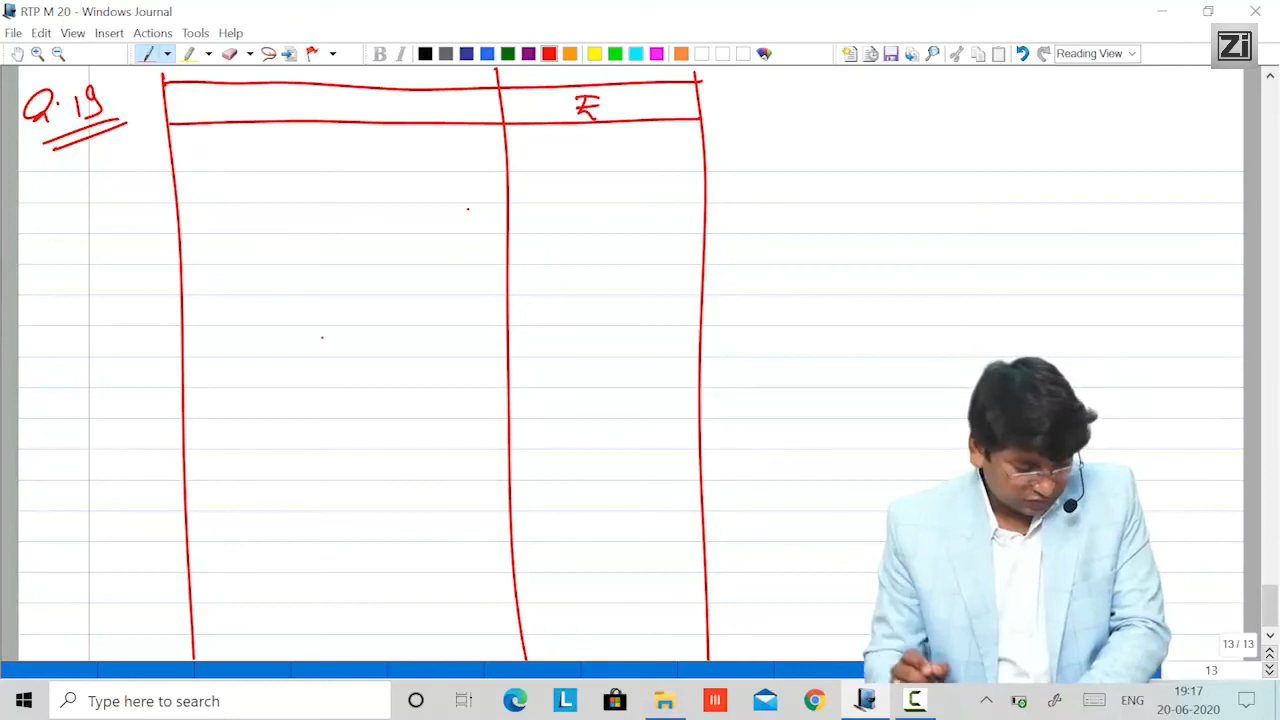 RTP M 20 - Windows Journal
File Edit View Insert Actions Tools Help
B I Reading View
Zi
Q.19
₹
13 / 13
13
Type here to search
L
ENG
19:17
20-06-2020